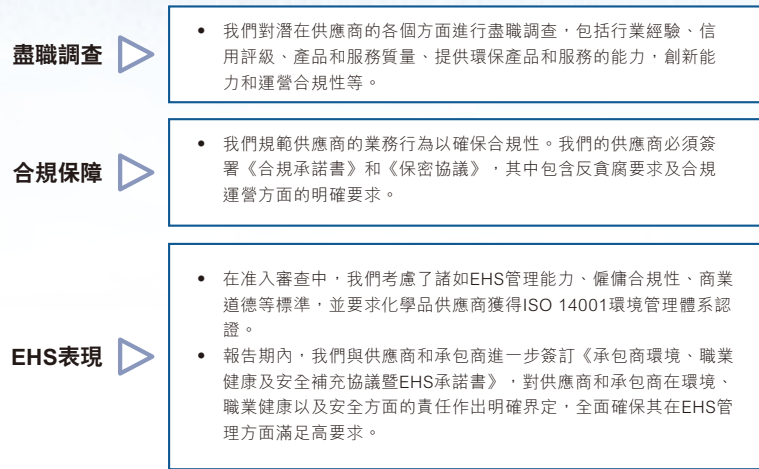 盡職調查
• 我們對潛在供應商的各個方面進行盡職調查，包括行業經驗、信
用評級、產品和服務質量、提供環保產品和服務的能力，創新能
力和運營合規性等。
合規保障
• 我們規範供應商的業務行為以確保合規性。我們的供應商必須簽
署《合規承諾書》和《保密協議》，其中包含反貪腐要求及合規
運營方面的明確要求。
EHS表現
• 在准入審查中，我們考慮了諸如EHS管理能力、僱傭合規性、商業
道德等標準，並要求化學品供應商獲得ISO 14001環境管理體系認
證。
• 報告期內，我們與供應商和承包商進一步簽訂《承包商環境、職業
健康及安全補充協議暨EHS承諾書》，對供應商和承包商在環境、
職業健康以及安全方面的責任作出明確界定，全面確保其在EHS管
理方面滿足高要求。